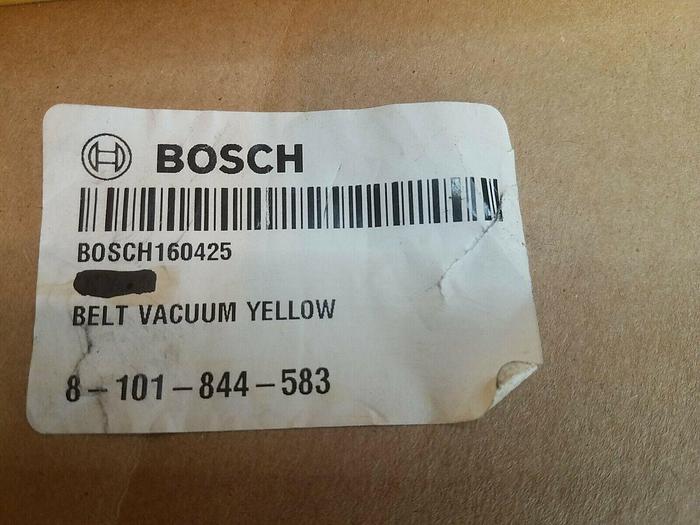 BOSCH
BOSCH160425
BELT VACUUM YELLOW
8-101-844-583